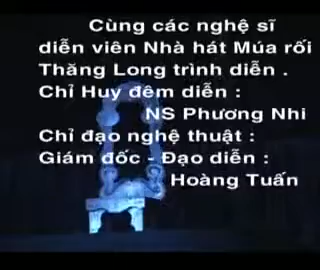 Cùng các nghệ sĩ
diễn viên Nhà hát Múa rối
Thăng Long trình diễn .
Chỉ Huy đêm diễn :
NS Phương Nhi
Chỉ đạo nghệ thuật :
Giám đốc - Đạo diễn :
Hoàng Tuấn